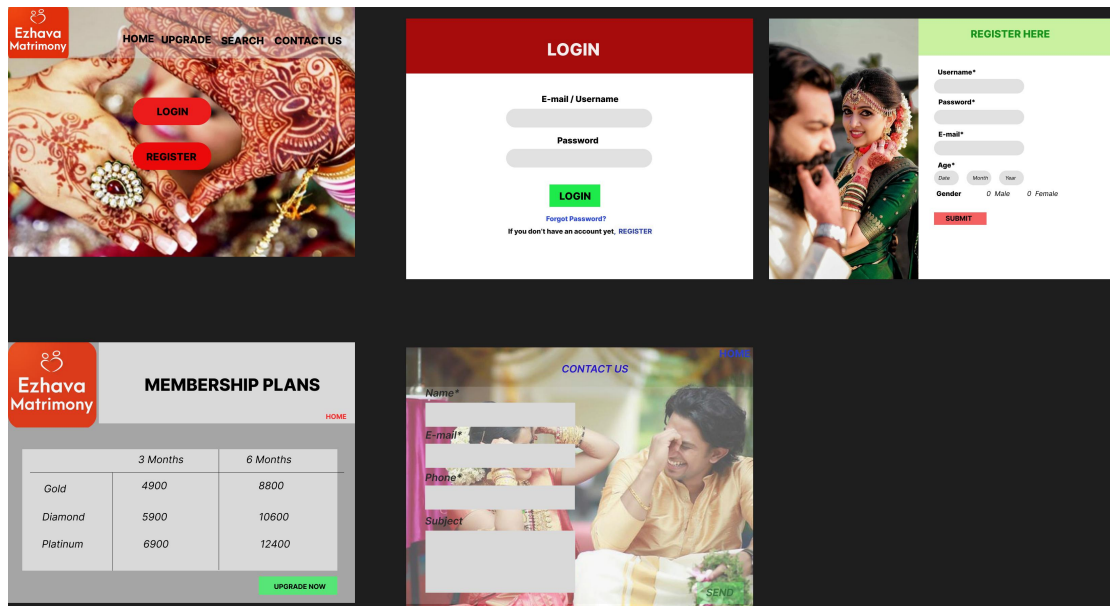 Ezhava
Matrimony
HOME UPGRADE SEARCH CONTACT US
LOGIN
REGISTER
LOGIN
E-mail / Username
Password
LOGIN
Forgot Password?
If you don't have an account yet, REGISTER
REGISTER HERE
Username*
Password*
E-mail*
Age*
Date Month Year
Gender 0 Male 0 Female
SUBMIT
Ezhava
Matrimony
MEMBERSHIP PLANS
HOME
3 Months 6 Months
Gold 4900 8800
Diamond 5900 10600
Platinum 6900 12400
UPGRADE NOW
HOME
CONTACT US
Name*
E-mail*
Phone*
Subject
SEND